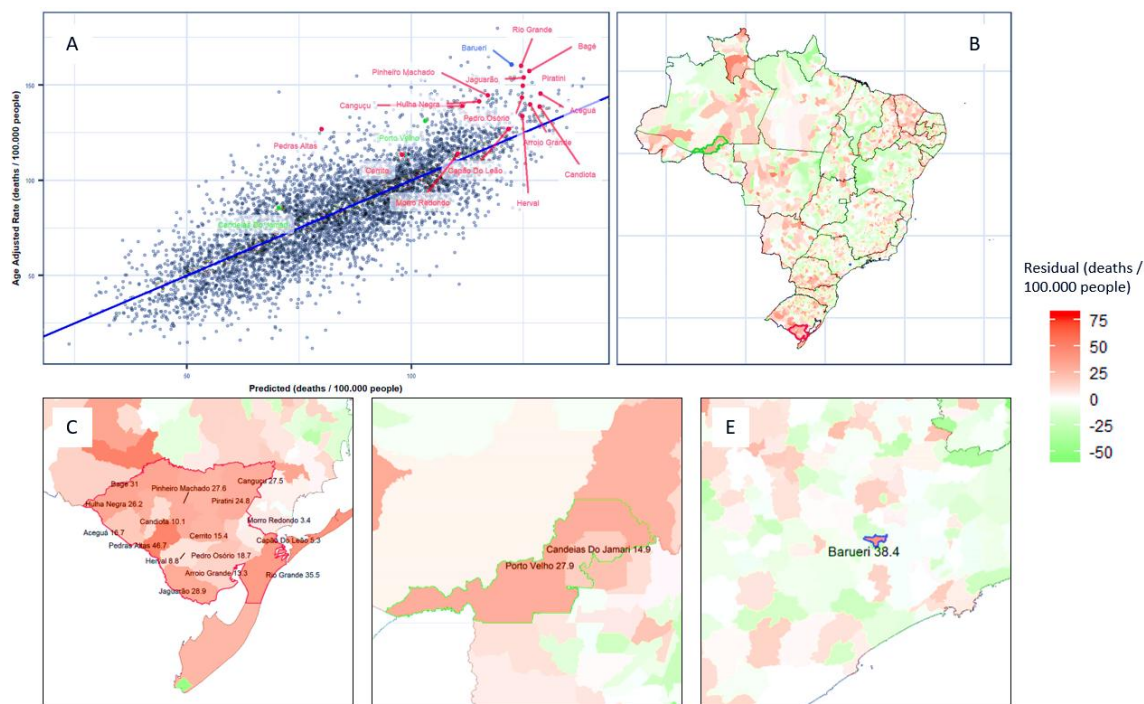 A
Rio Grande
Barueri
Bagé
Pinheiro Machado
Jaguarão
Piratini
Canguçu
Hulha Negra
Aceguá
Pedro Osório
Porto Velho
Arroio Grande
Pedras Altas
Cerrito
Capão Do Leão
Candiota
Morro Redondo
Herval
Candeias Do Jamari
Age Adjusted Rate (deaths / 100.000 people)
150
100
50
50
100
Predicted (deaths / 100.000 people)
B
Residual (deaths /
100.000 people)
75
50
25
0
-25
-50
C
Bagé 31
Canguçu 27.5
Pinheiro Machado 27.6
Hulha Negra 26.2
Piratini 24.8
Candiota 10.1
Morro Redondo 3.4
Aceguá 16.7
Cerrito 15.4
Capão Do Leão 5.3
Pedras Altas 46.7
Herval 8.8
Pedro Osório 18.7
Arroio Grande 13.3
Rio Grande 35.5
Jaguarão 28.9
Candeias Do Jamari 14.9
Porto Velho 27.9
E
Barueri 38.4